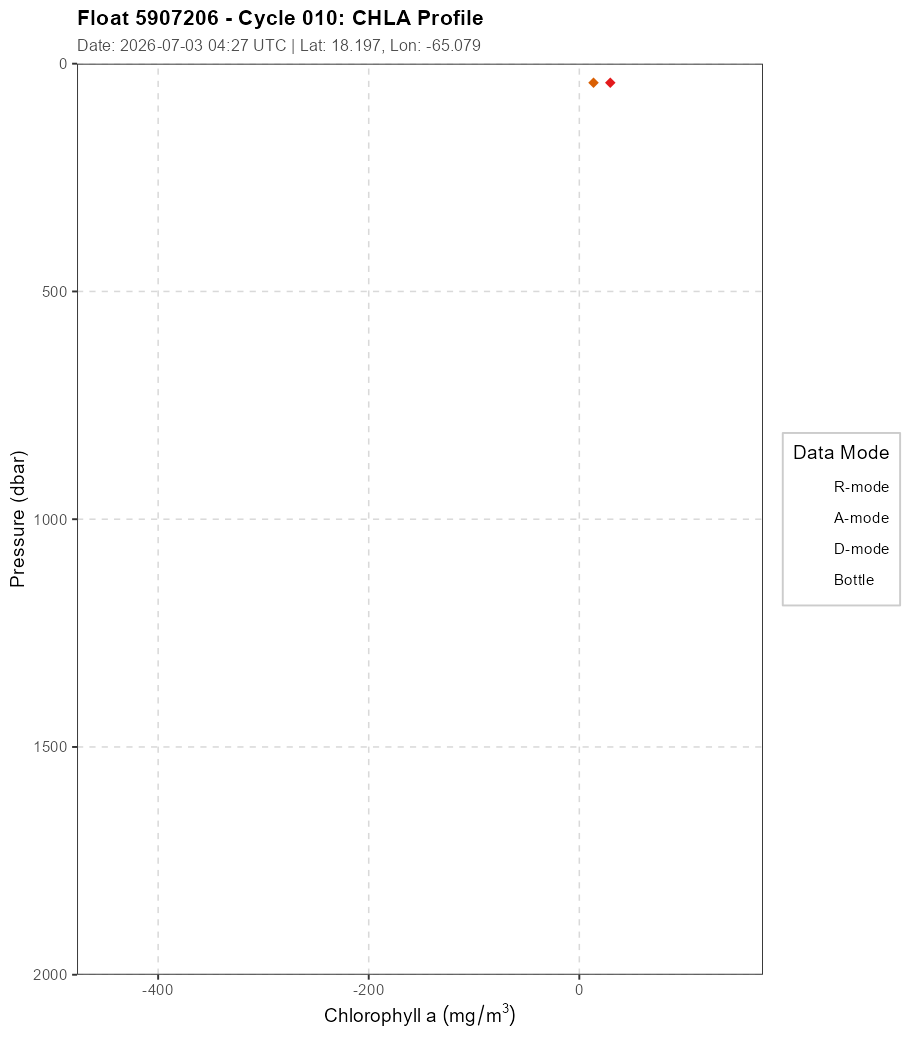 Float 5907206 - Cycle 010: CHLA Profile
Date: 2026-07-03 04:27 UTC | Lat: 18.197, Lon: -65.079
0
500
1000
1500
2000
Pressure (dbar)
-400
-200
0
Chlorophyll a (mg/m³)
Data Mode
R-mode
A-mode
D-mode
Bottle